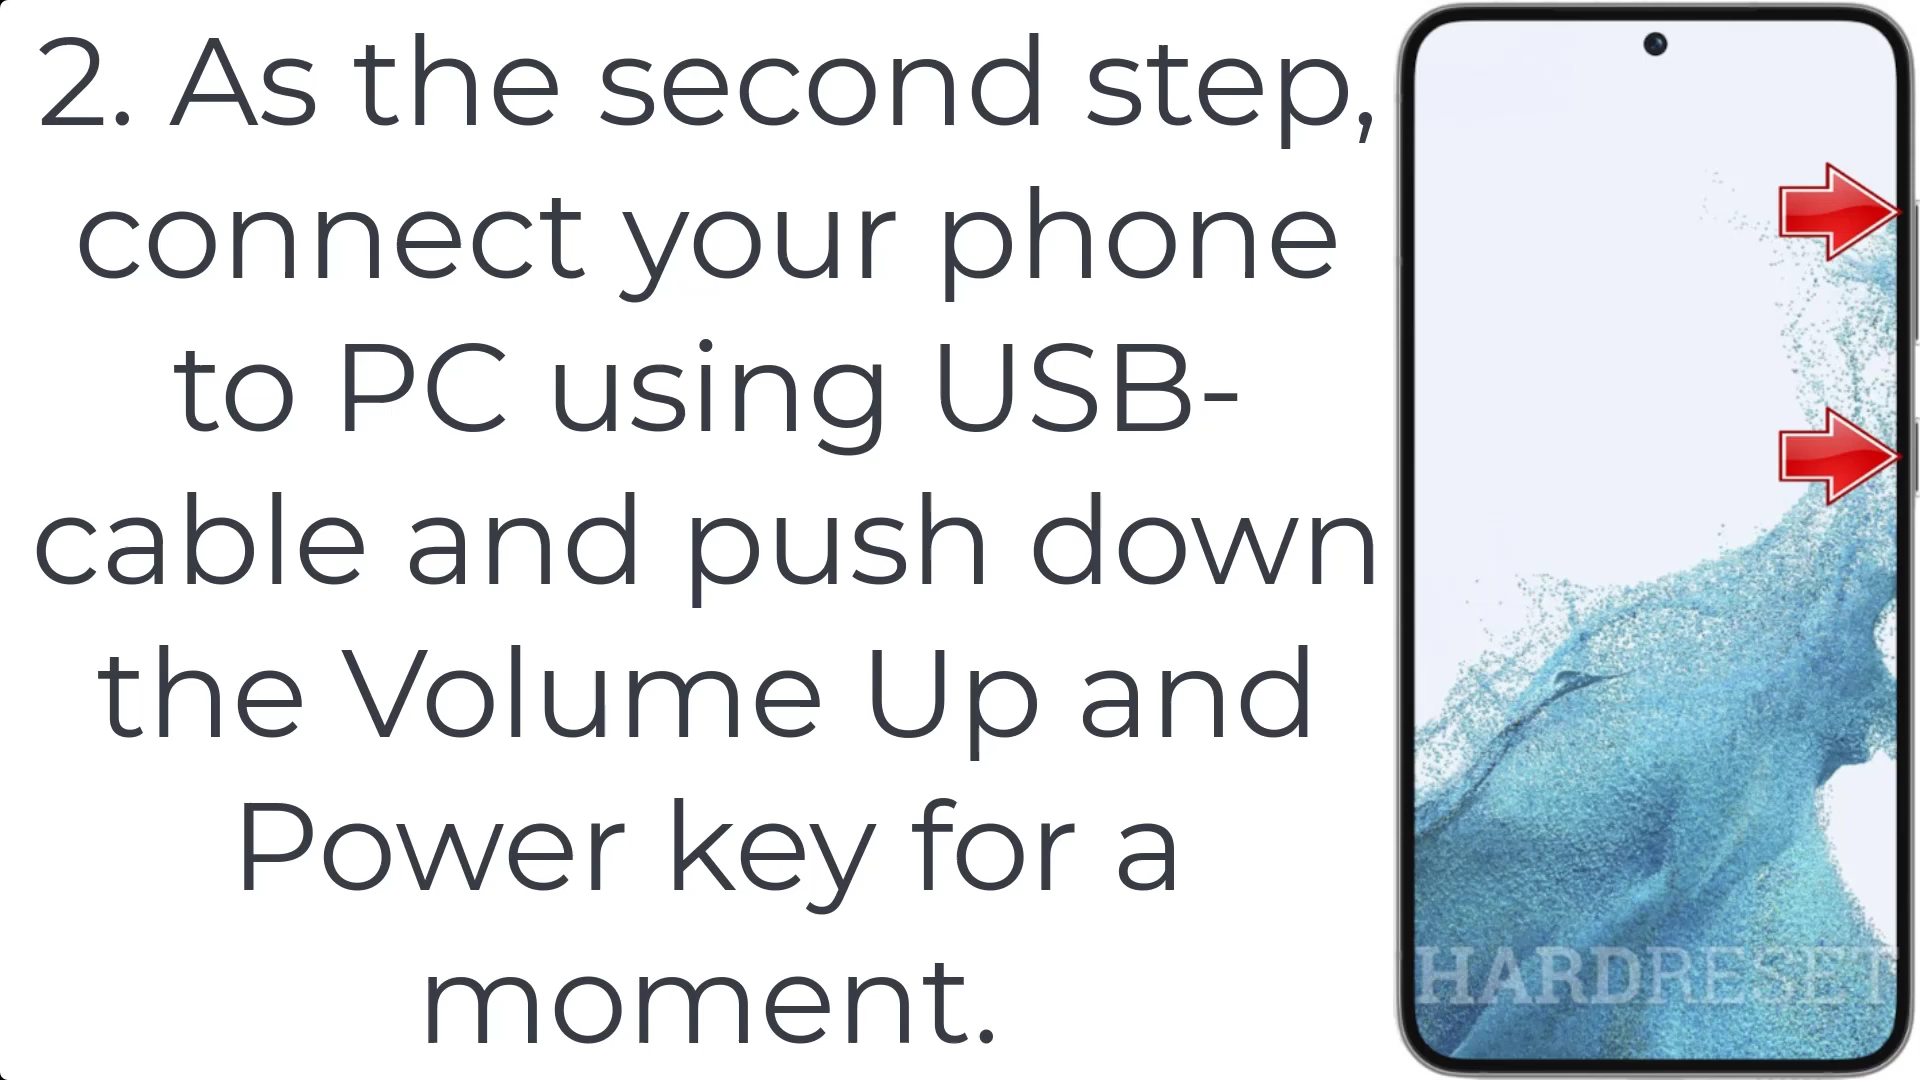 2. As the second step,
connect your phone
to PC using USB-
cable and push down
the Volume Up and
Power key for a
moment.
HARDRESET